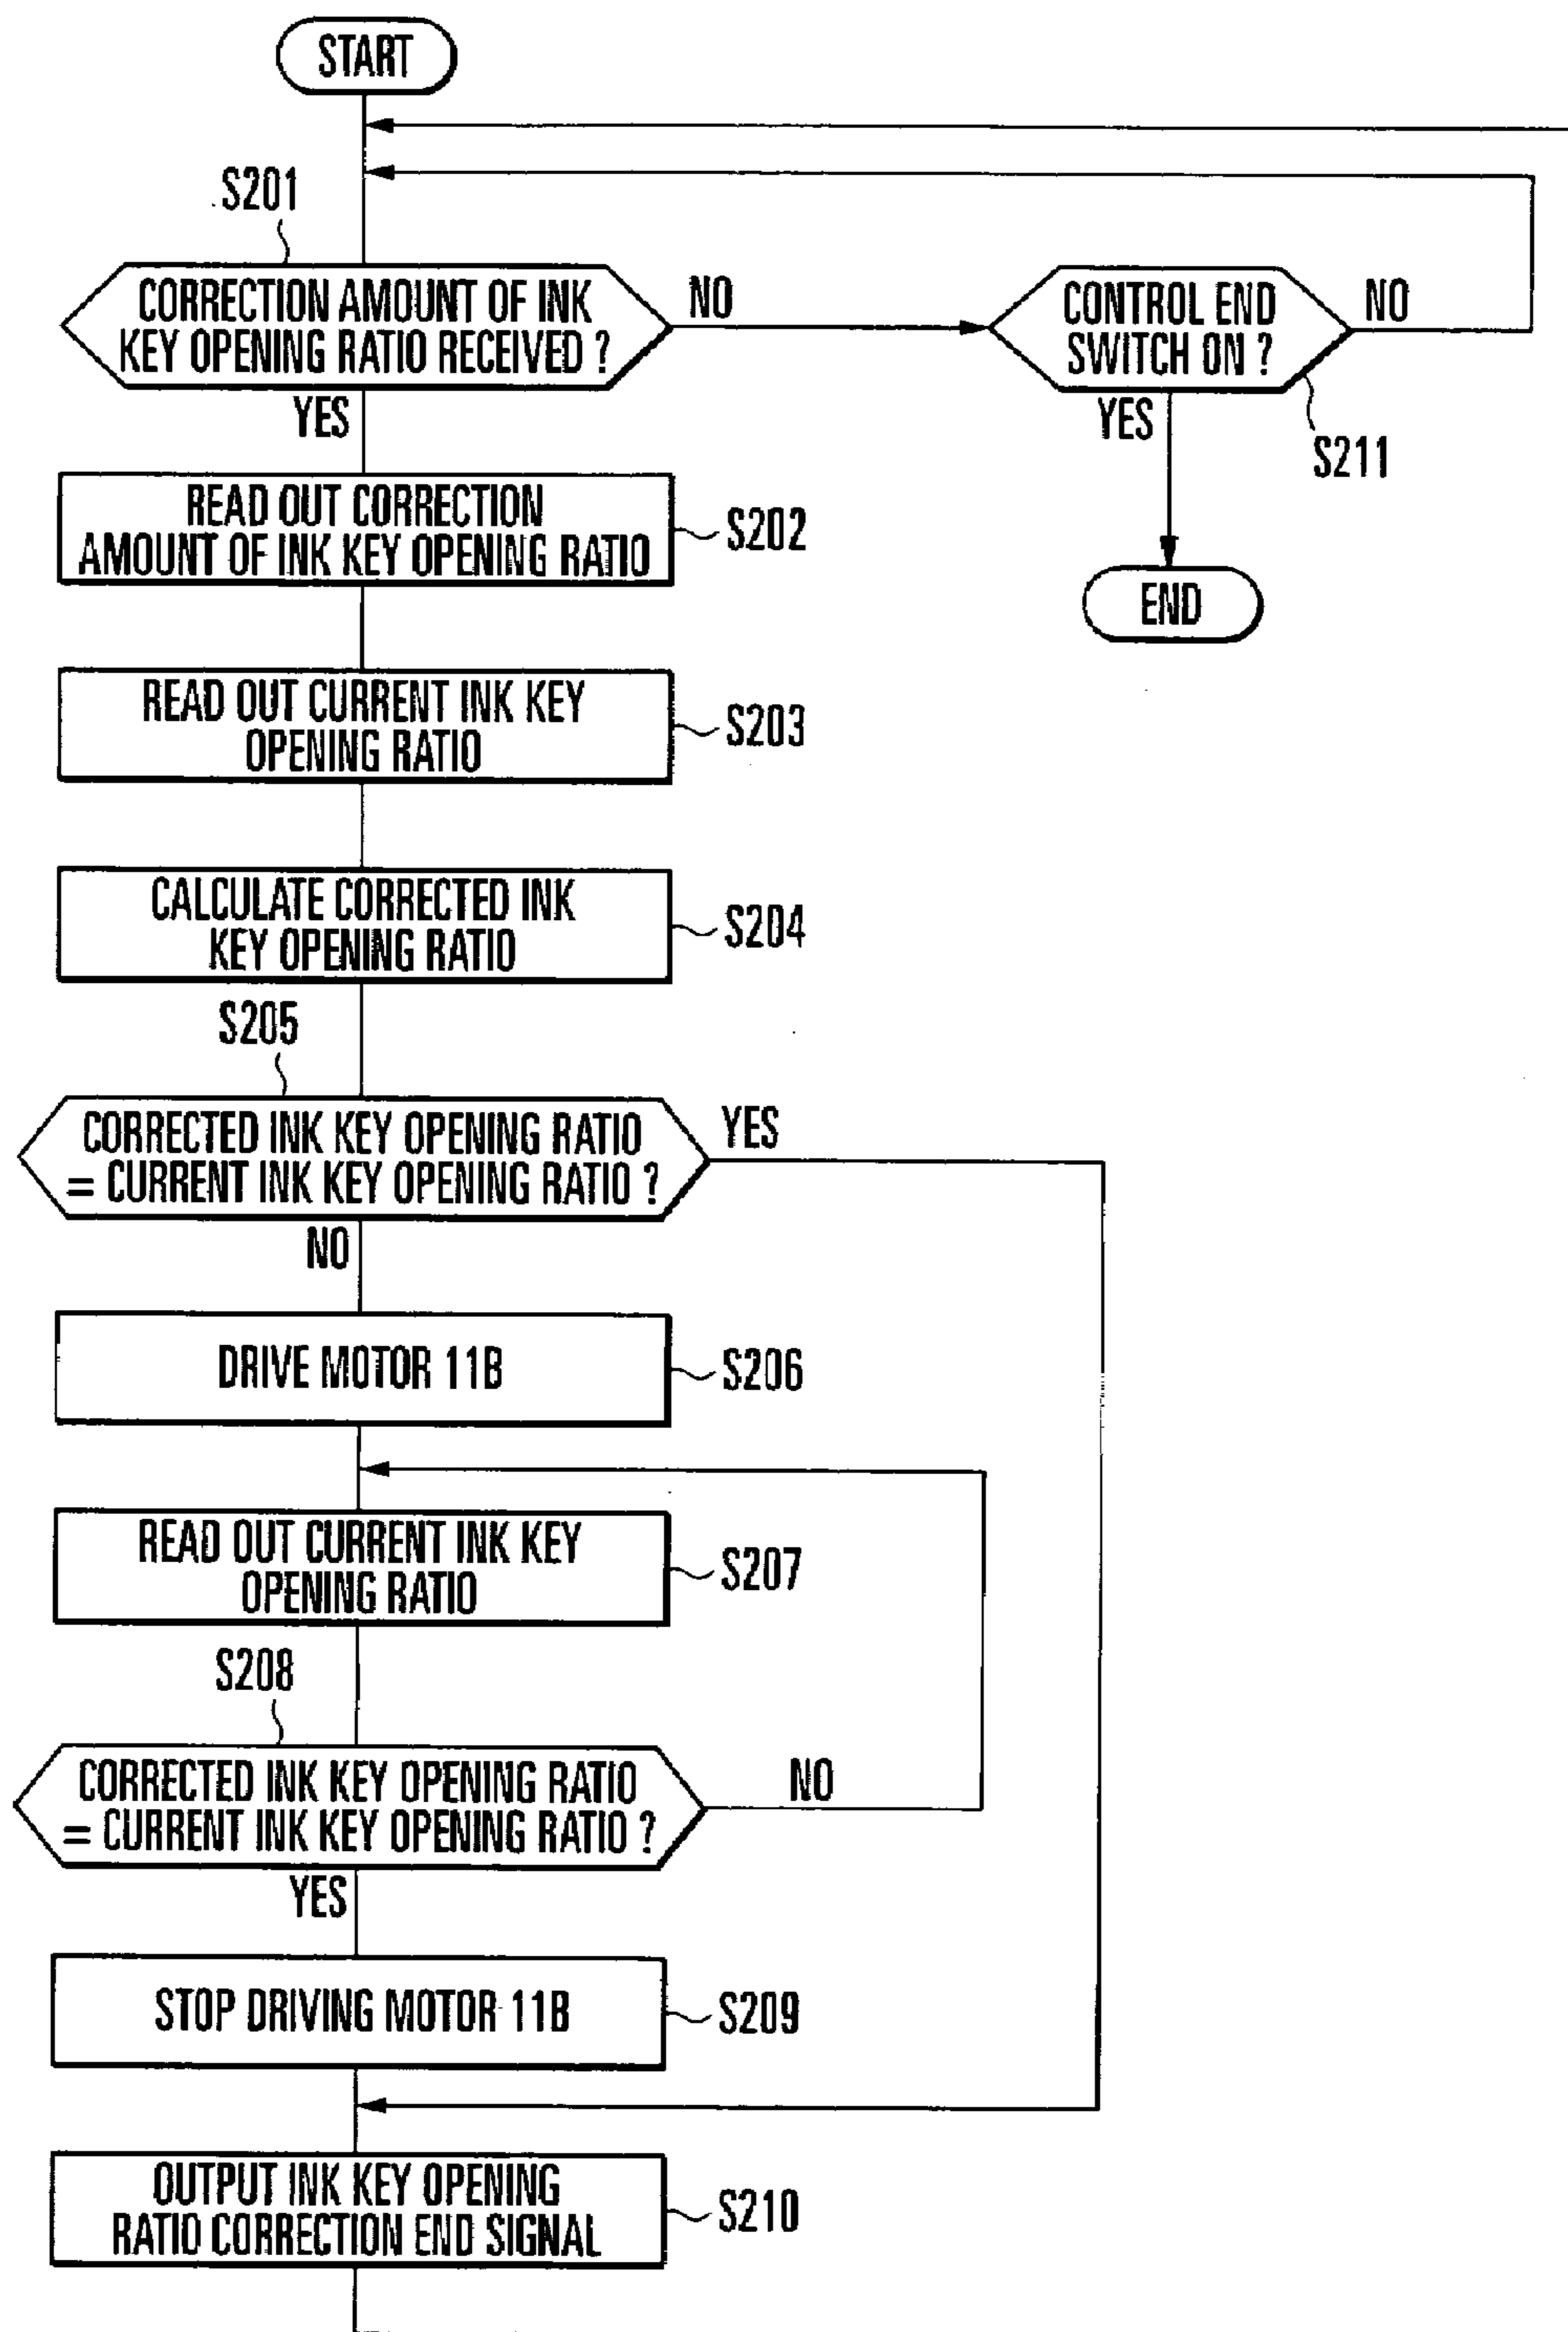 START
S201
CORRECTION AMOUNT OF INK
KEY OPENING RATIO RECEIVED ?
NO
CONTROL END
SWITCH ON ?
NO
YES
YES
S211
READ OUT CORRECTION
AMOUNT OF INK KEY OPENING RATIO
S202
END
READ OUT CURRENT INK KEY
OPENING RATIO
S203
CALCULATE CORRECTED INK
KEY OPENING RATIO
S204
S205
CORRECTED INK KEY OPENING RATIO
= CURRENT INK KEY OPENING RATIO ?
YES
NO
DRIVE MOTOR 11B
S206
READ OUT CURRENT INK KEY
OPENING RATIO
S207
S208
CORRECTED INK KEY OPENING RATIO
= CURRENT INK KEY OPENING RATIO ?
NO
YES
STOP DRIVING MOTOR 11B
S209
OUTPUT INK KEY OPENING
RATIO CORRECTION END SIGNAL
S210